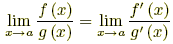 lim_{x→a} f(x)/g(x) = lim_{x→a} f′(x)/g′(x)